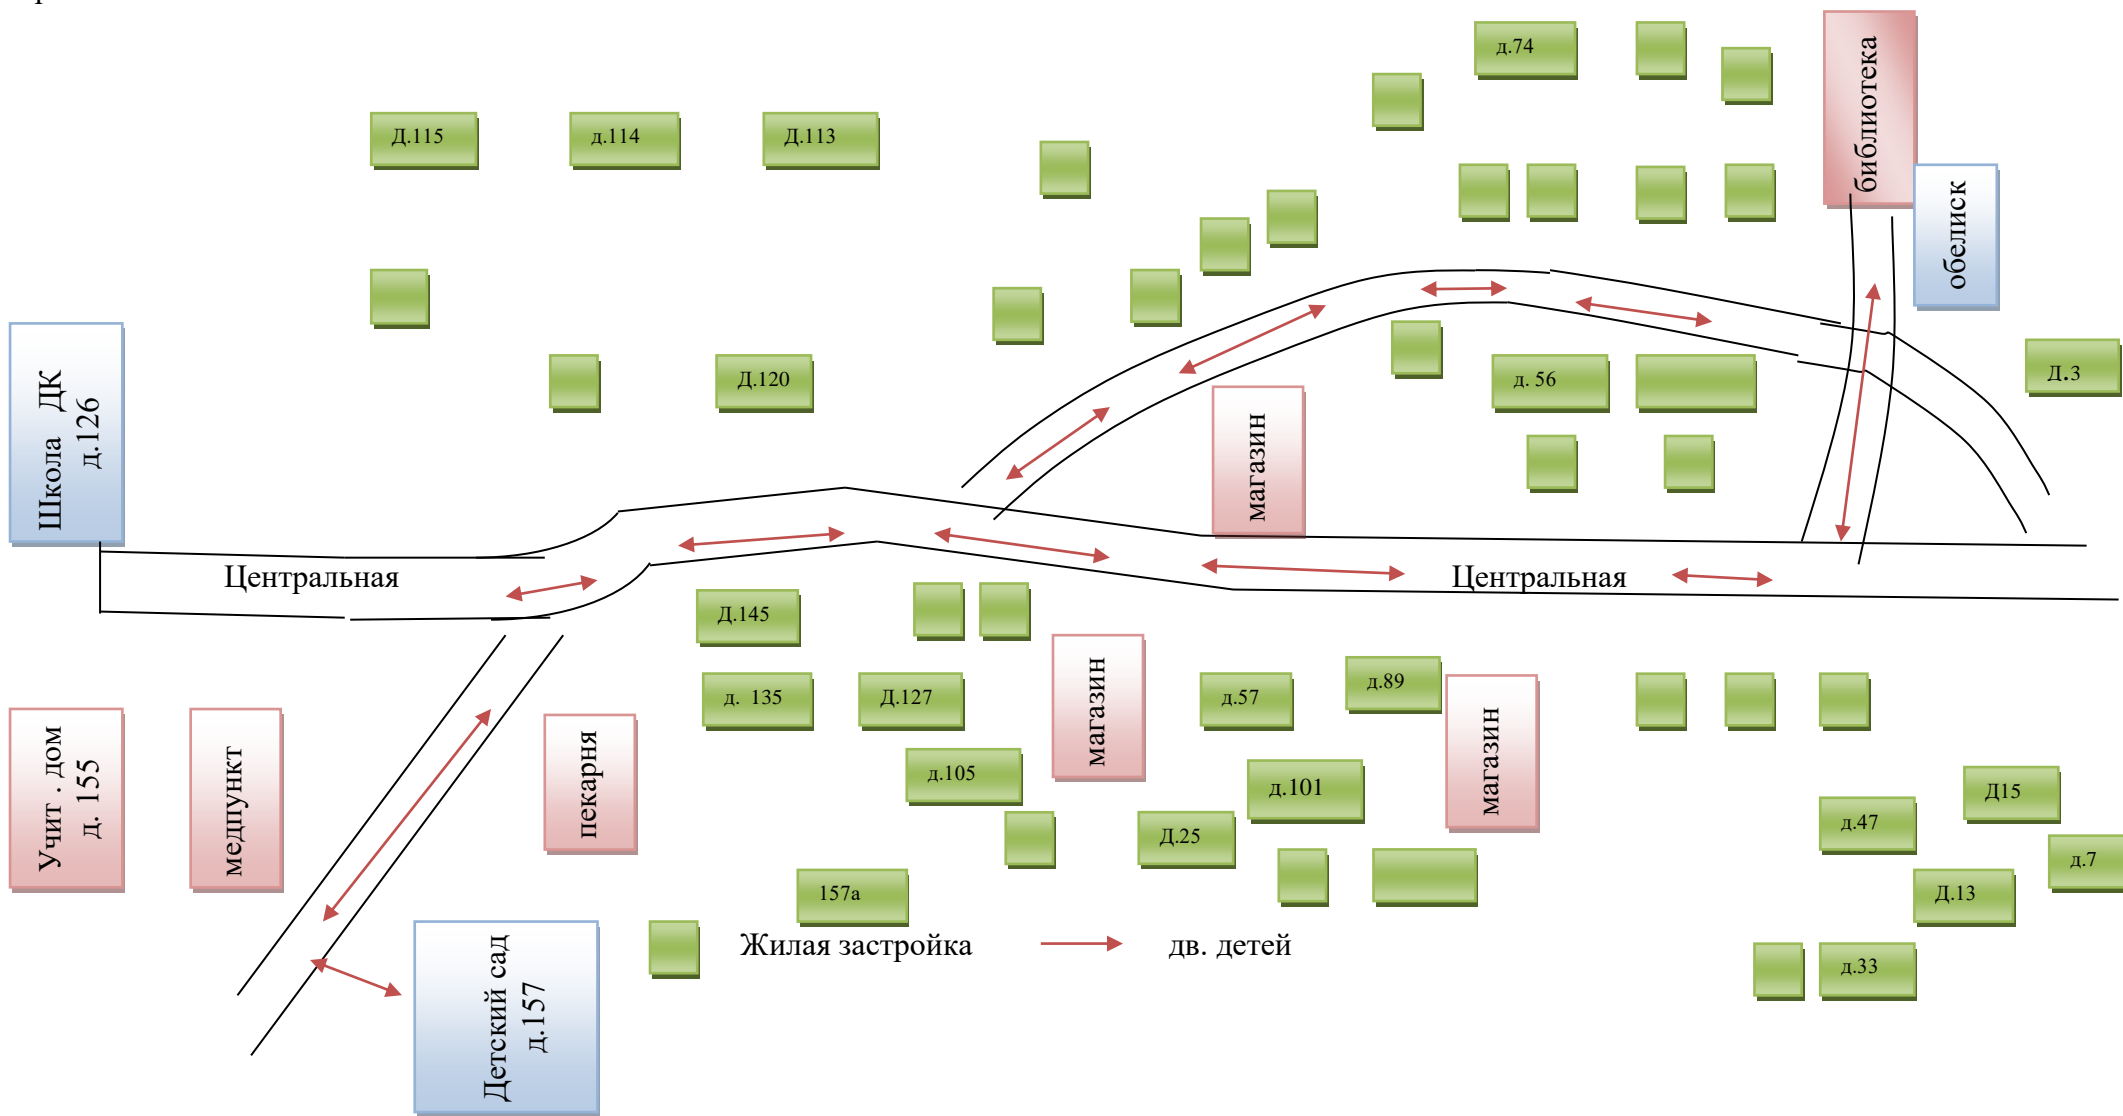 д.74
библиотека
Д.115
д.114
Д.113
обелиск
Школа ДК
д.126
Д.120
д. 56
Д.3
магазин
Центральная
Центральная
Д.145
д. 135
Д.127
магазин
д.57
д.89
магазин
Учит . дом
д. 155
медпункт
пекарня
д.105
д.101
Д15
Д.25
д.47
д.7
157а
Д.13
Детский сад
д.157
Жилая застройка
дв. детей
д.33